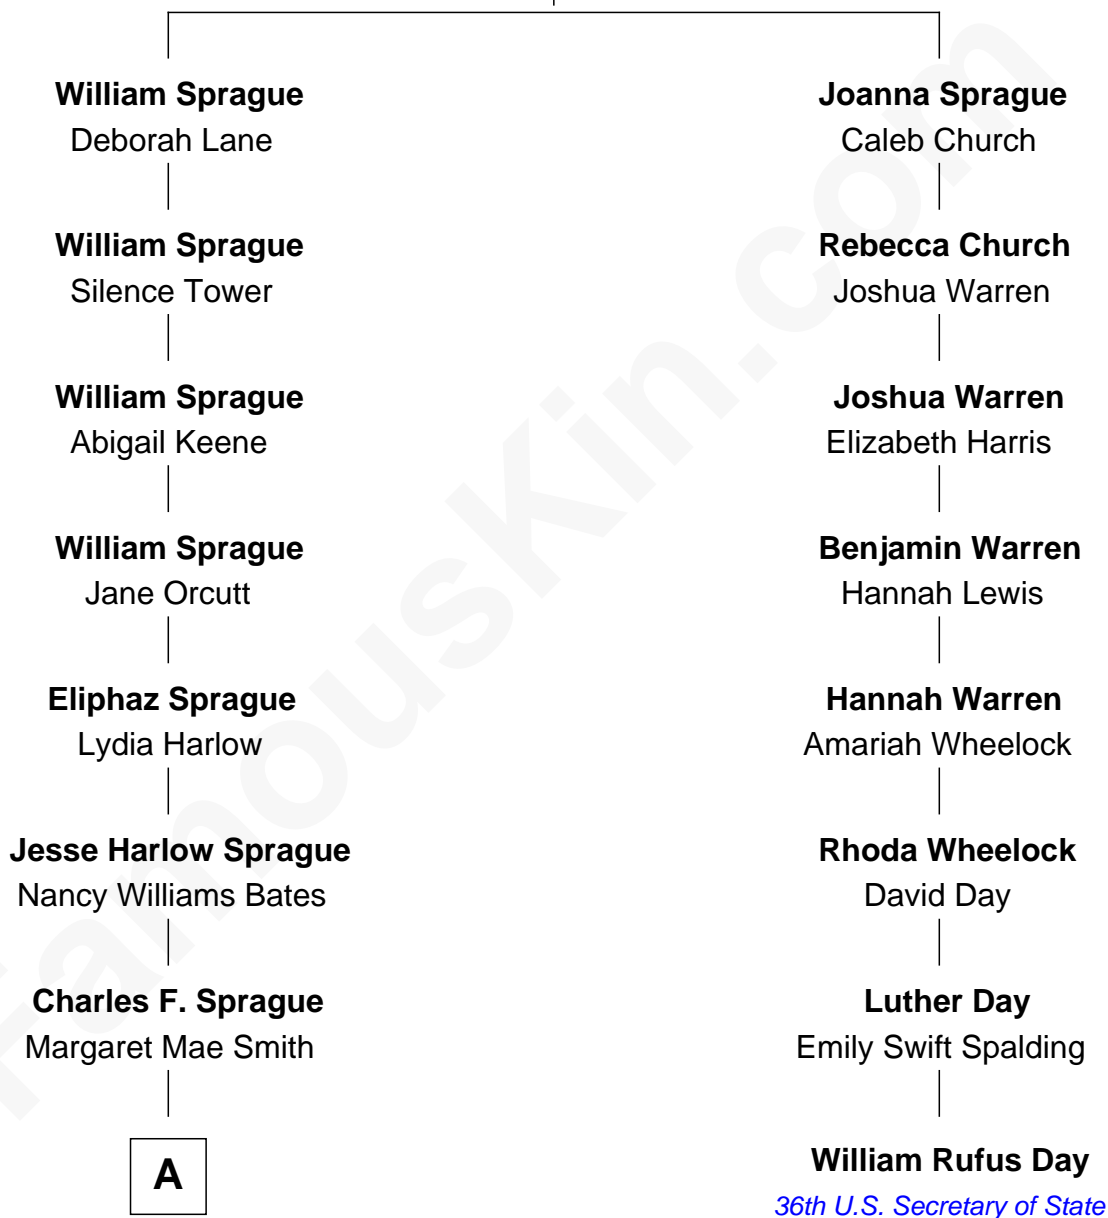 William Sprague
Deborah Lane
William Sprague
Silence Tower
William Sprague
Abigail Keene
William Sprague
Jane Orcutt
Eliphaz Sprague
Lydia Harlow
Jesse Harlow Sprague
Nancy Williams Bates
Charles F. Sprague
Margaret Mae Smith
A
Joanna Sprague
Caleb Church
Rebecca Church
Joshua Warren
Joshua Warren
Elizabeth Harris
Benjamin Warren
Hannah Lewis
Hannah Warren
Amariah Wheelock
Rhoda Wheelock
David Day
Luther Day
Emily Swift Spalding
William Rufus Day
36th U.S. Secretary of State
FamousKin.com